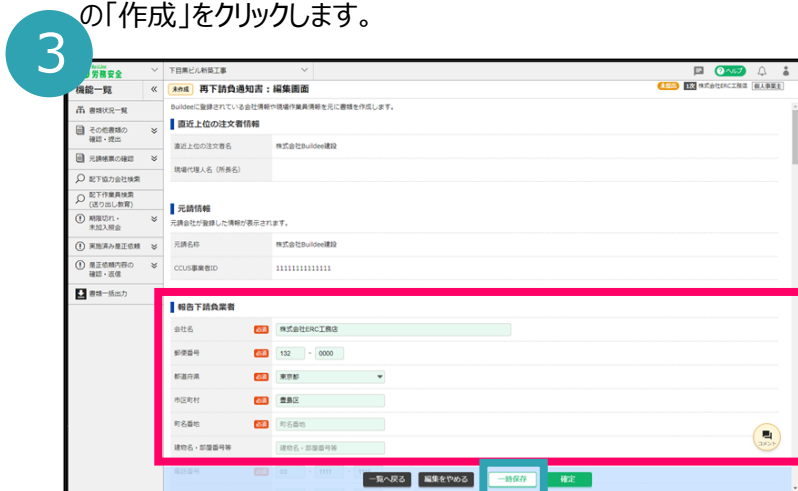 の「作成」をクリックします。
3
労務安全
下目黒ビル新築工事
ヘルプ
機能一覧
未作成 再下請負通知書：編集画面
未提出 1次 株式会社ERC工務店 個人事業主
書類状況一覧
その他書類の
確認・提出
元請帳票の確認
配下協力会社検索
配下作業員検索
(送り出し教育)
期限切れ・
未加入照会
実施済み是正依頼
是正依頼内容の
確認・返信
書類一括出力
Buildeeに登録されている会社情報や現場作業員情報を元に書類を作成します。
直近上位の注文者情報
直近上位の注文者名 株式会社Buildee建設
現場代理人名（所長名）
元請情報
元請会社が登録した情報が表示されます。
元請名称 株式会社Buildee建設
CCUS事業者ID 11111111111111
報告下請負業者
会社名 必須 株式会社ERC工務店
郵便番号 必須 132 - 0000
都道府県 必須 東京都
市区町村 必須 豊島区
町名番地 必須 町名番地
建物名・部屋番号等 建物名・部屋番号等
コメント
電話番号 必須 03 - 1111 - 1111
一覧へ戻る 編集をやめる 一時保存 確定